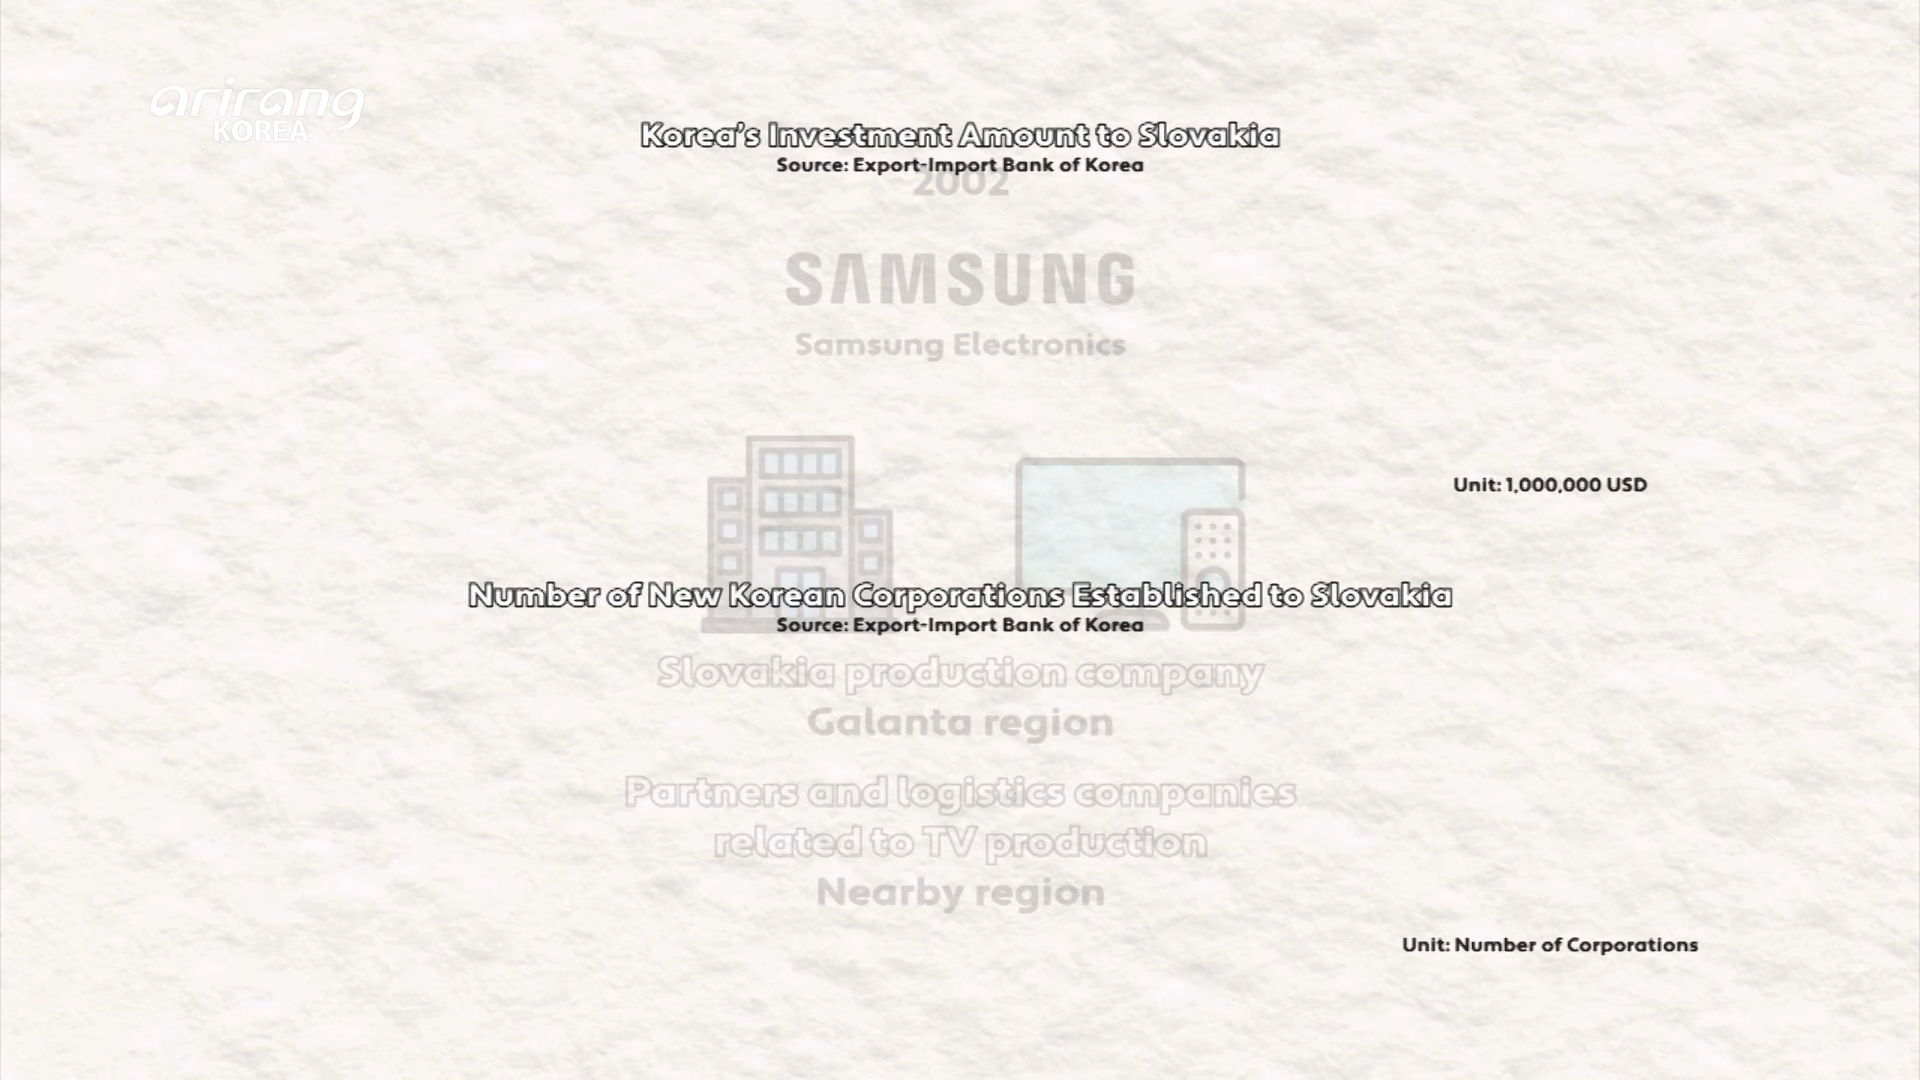 arirang
KOREA
Korea's Investment Amount to Slovakia
Source: Export-Import Bank of Korea
2002
SAMSUNG
Samsung Electronics
Unit: 1,000,000 USD
Number of New Korean Corporations Established to Slovakia
Source: Export-Import Bank of Korea
Slovakia production company
Galanta region
Partners and logistics companies
related to TV production
Nearby region
Unit: Number of Corporations